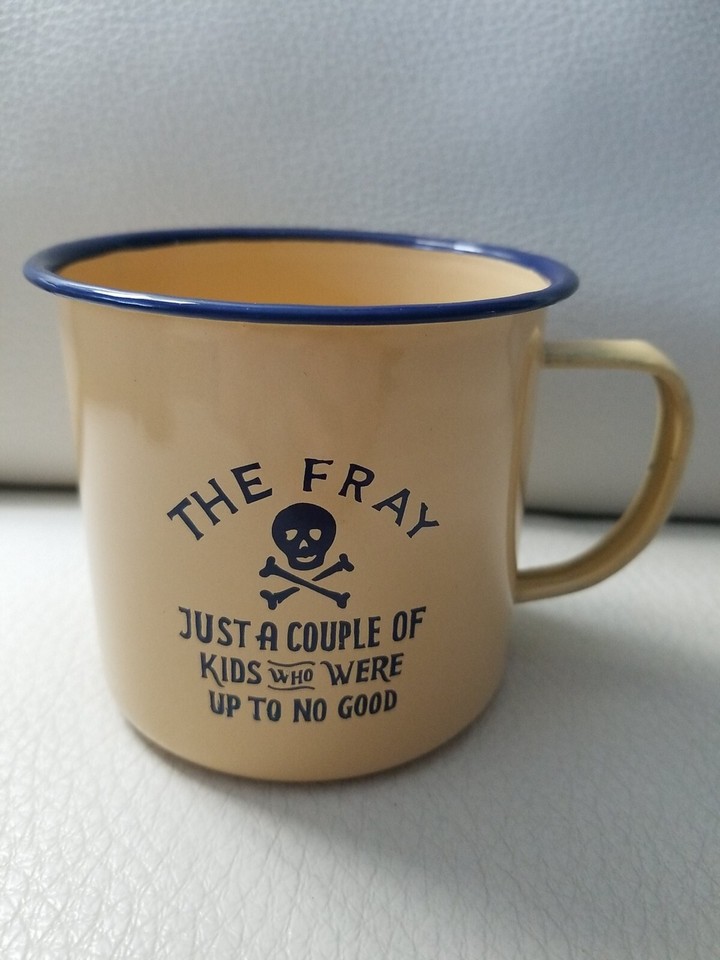 THE FRAY
JUST A COUPLE OF
KIDS WHO WERE
UP TO NO GOOD